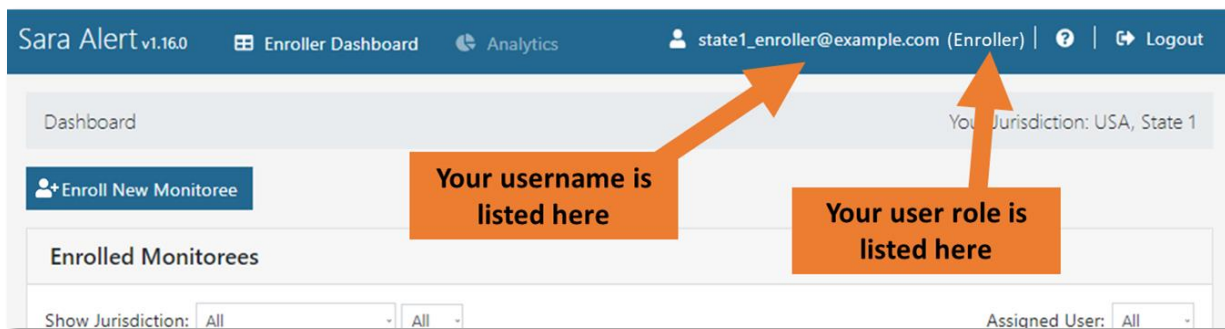 Sara Alert v1.16.0 Enroller Dashboard Analytics state1_enroller@example.com (Enroller) | ? | Logout
Dashboard Jurisdiction: USA, State 1
Enroll New Monitoree
Your username is
listed here
Your user role is
listed here
Enrolled Monitorees
Show Jurisdiction: All All Assigned User: All